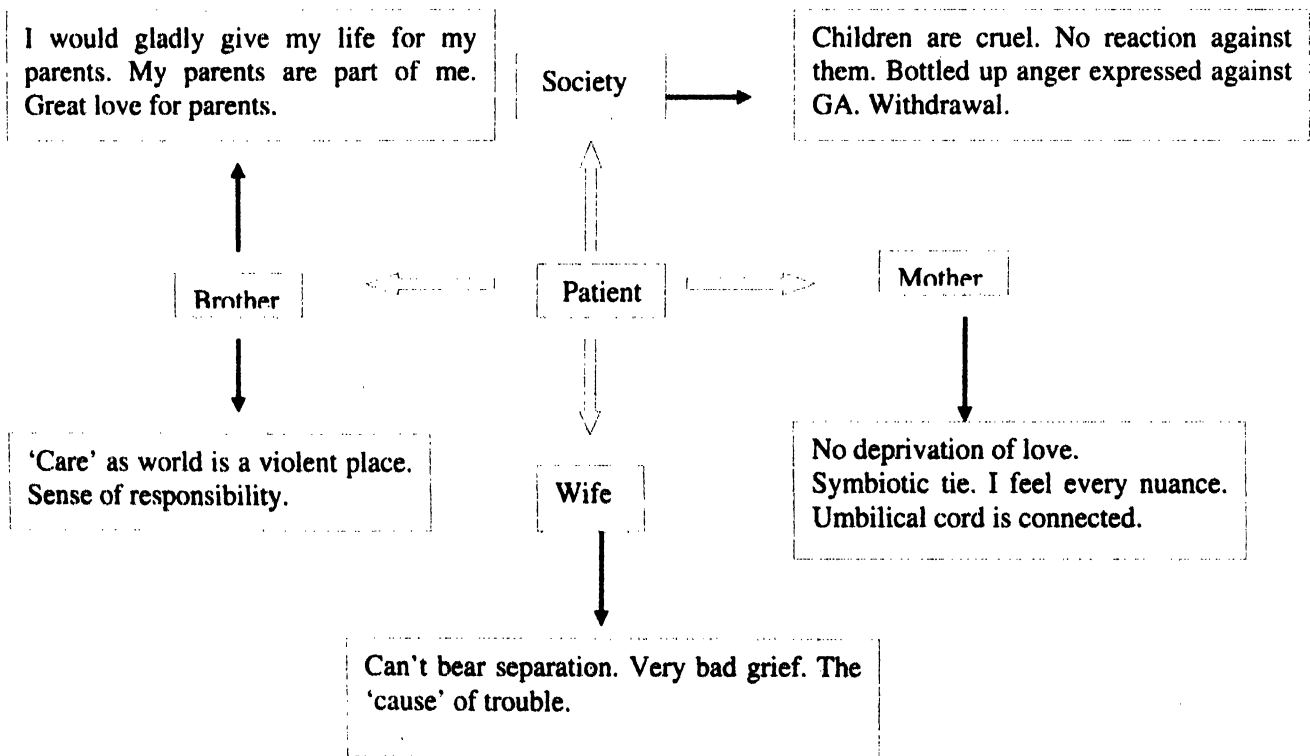 I would gladly give my life for my
parents. My parents are part of me.
Great love for parents.
Society
Children are cruel. No reaction against
them. Bottled up anger expressed against
GA. Withdrawal.
Brother
Patient
Mother
'Care' as world is a violent place.
Sense of responsibility.
Wife
No deprivation of love.
Symbiotic tie. I feel every nuance.
Umbilical cord is connected.
Can't bear separation. Very bad grief. The
'cause' of trouble.